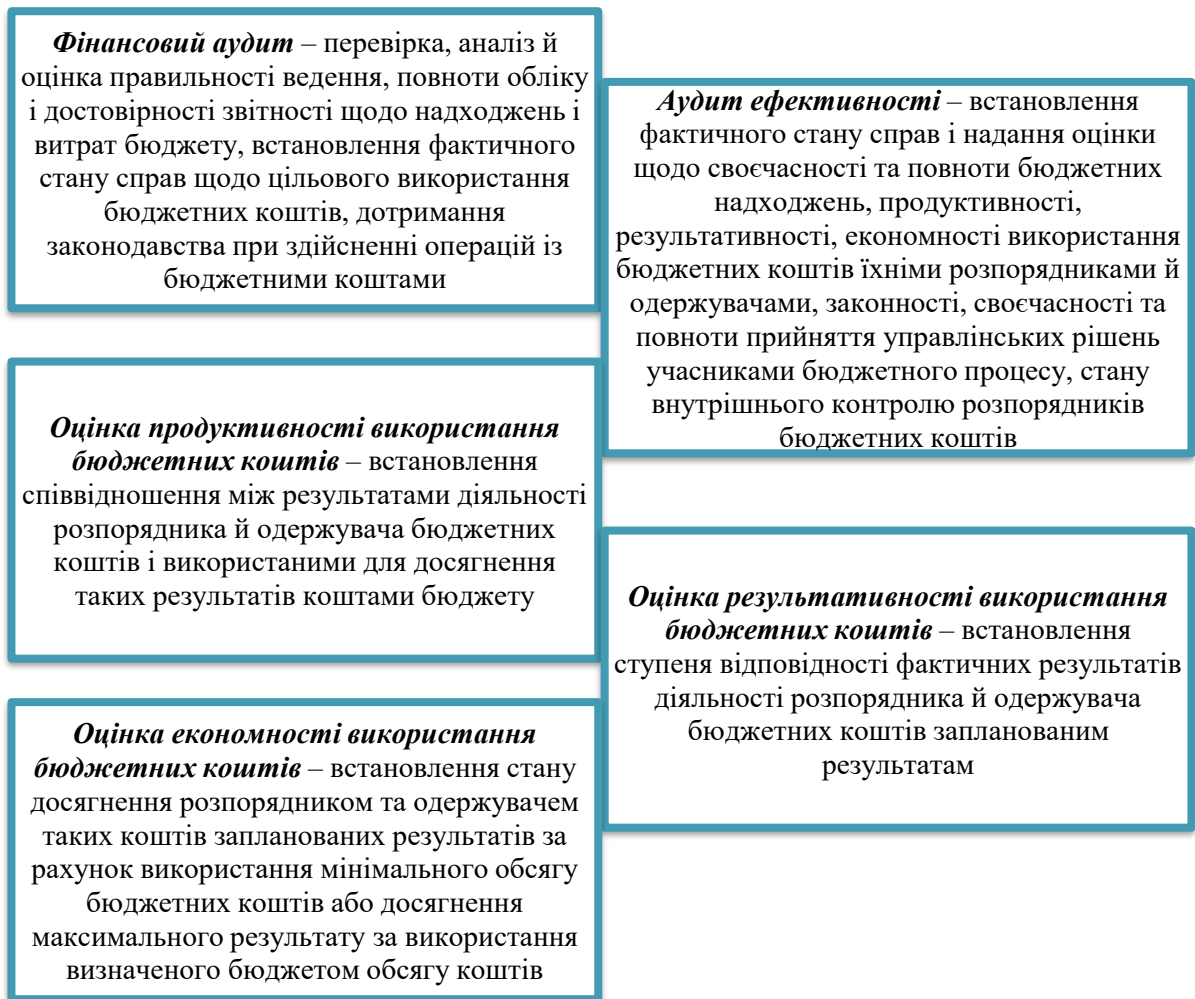 Фінансовий аудит – перевірка, аналіз й
оцінка правильності ведення, повноти обліку
і достовірності звітності щодо надходжень і
витрат бюджету, встановлення фактичного
стану справ щодо цільового використання
бюджетних коштів, дотримання
законодавства при здійсненні операцій із
бюджетними коштами
Аудит ефективності – встановлення
фактичного стану справ і надання оцінки
щодо своєчасності та повноти бюджетних
надходжень, продуктивності,
результативності, економності використання
бюджетних коштів їхніми розпорядниками й
одержувачами, законності, своєчасності та
повноти прийняття управлінських рішень
учасниками бюджетного процесу, стану
внутрішнього контролю розпорядників
бюджетних коштів
Оцінка продуктивності використання
бюджетних коштів – встановлення
співвідношення між результатами діяльності
розпорядника й одержувача бюджетних
коштів і використаними для досягнення
таких результатів коштами бюджету
Оцінка результативності використання
бюджетних коштів – встановлення
ступеня відповідності фактичних результатів
діяльності розпорядника й одержувача
бюджетних коштів запланованим
результатам
Оцінка економності використання
бюджетних коштів – встановлення стану
досягнення розпорядником та одержувачем
таких коштів запланованих результатів за
рахунок використання мінімального обсягу
бюджетних коштів або досягнення
максимального результату за використання
визначеного бюджетом обсягу коштів